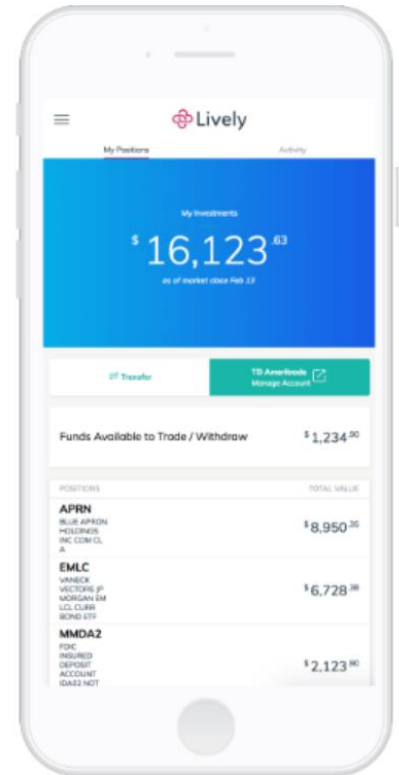 Lively
My Positions Activity
My Investments
$ 16,123 .63
as of market close Feb 13
Transfer
TD Ameritrade
Manage Account
Funds Available to Trade / Withdraw $1,234.90
POSITIONS TOTAL VALUE
APRN
BLUE APRON
HOLDINGS
INC COM CL
A
$8,950.35
EMLC
VANECK
VECTORS JP
MORGAN EM
LCL CURR
BOND ETF
$6,728.38
MMDA2
FDIC
INSURED
DEPOSIT
ACCOUNT
IDA22 NOT
$2,123.90